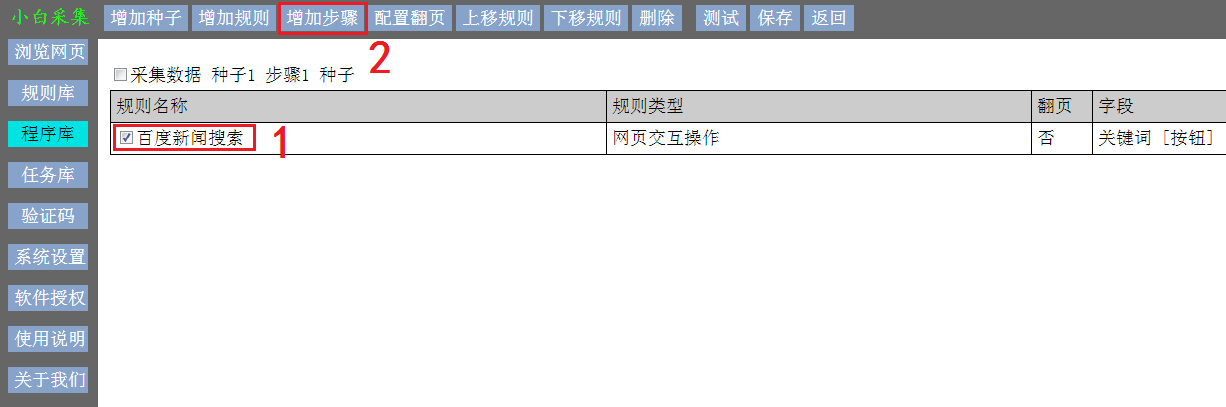 小白采集 增加种子 增加规则 增加步骤 配置翻页 上移规则 下移规则 删除 测试 保存 返回
2
浏览网页
采集数据 种子1 步骤1 种子
规则库
规则名称 规则类型 翻页 字段
程序库
百度新闻搜索 1 网页交互操作 否 关键词 [按钮]
任务库
验证码
系统设置
软件授权
使用说明
关于我们